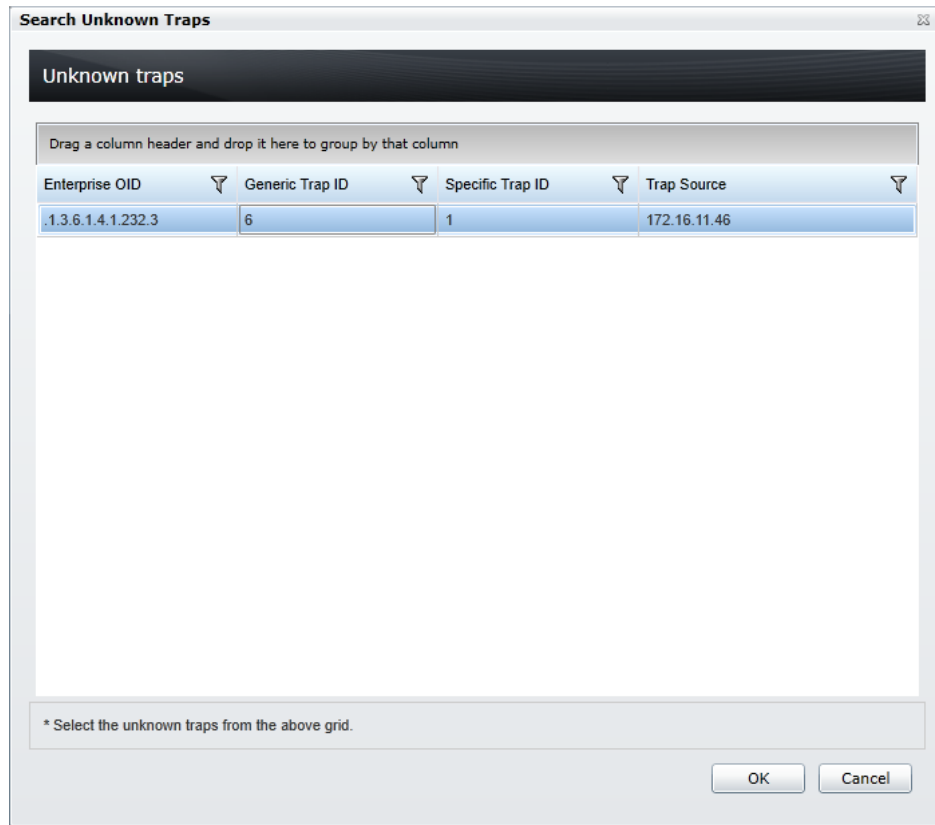 Search Unknown Traps
Unknown traps
Drag a column header and drop it here to group by that column
Enterprise OID Generic Trap ID Specific Trap ID Trap Source
.1.3.6.1.4.1.232.3 6 1 172.16.11.46
* Select the unknown traps from the above grid.
OK Cancel